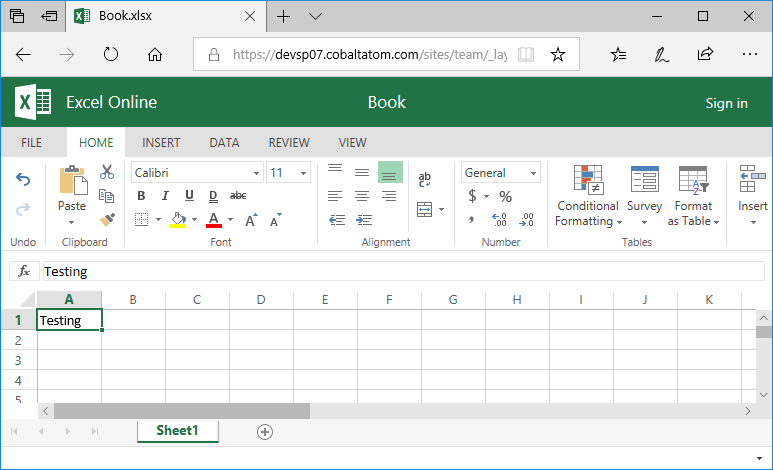 Book.xlsx
https://devsp07.cobaltatom.com/sites/team/_lay
Excel Online Book Sign in
FILE HOME INSERT DATA REVIEW VIEW
Calibri 11 General
Paste
B I U D abc
$ % ,
A A A
ab
.00 .0
.0 .00
Conditional Formatting Survey Format as Table Insert
Undo Clipboard Font Alignment Number Tables
fx Testing
A B C D E F G H I J K
1 Testing
2
3
4
5
Sheet1